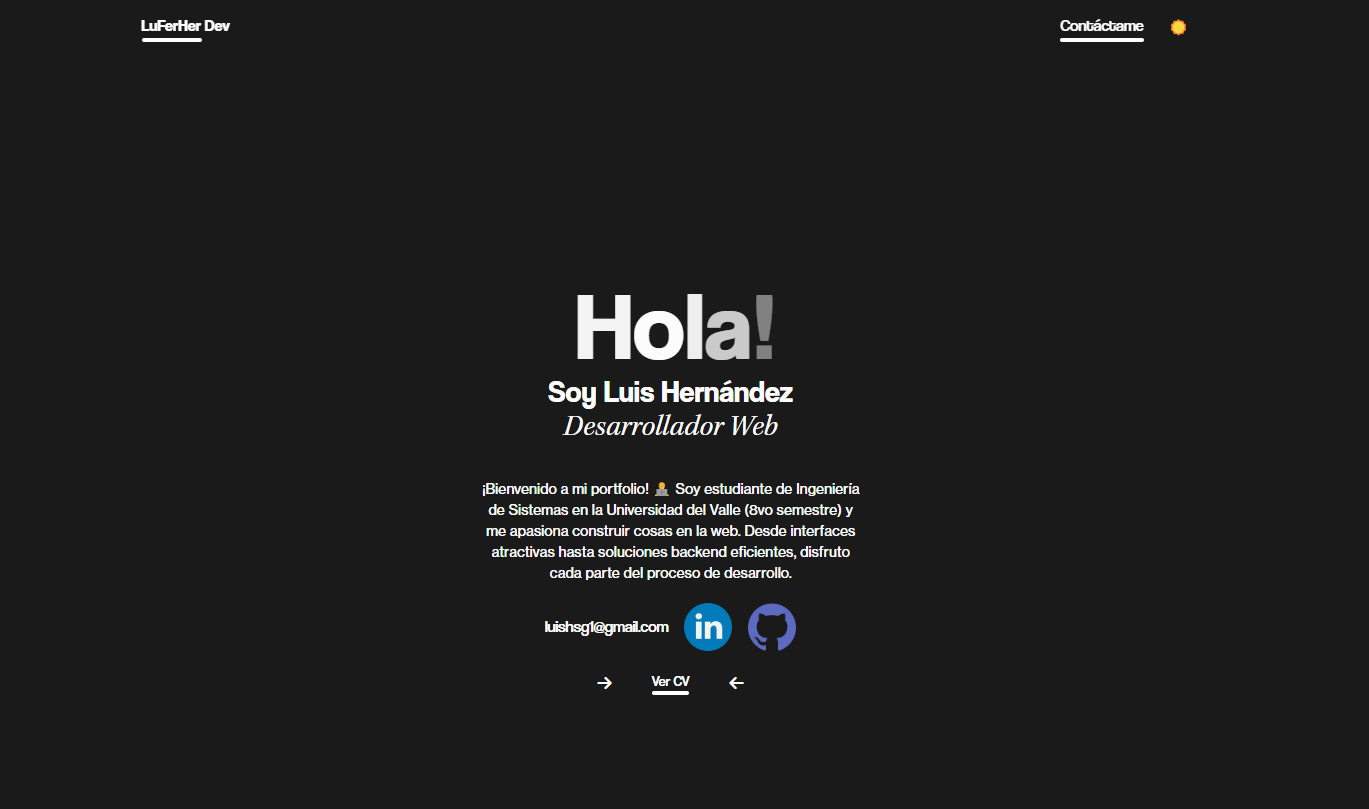 LuFerHer Dev
Contáctame
Hola!
Soy Luis Hernández
Desarrollador Web
¡Bienvenido a mi portfolio! Soy estudiante de Ingeniería
de Sistemas en la Universidad del Valle (8vo semestre) y
me apasiona construir cosas en la web. Desde interfaces
atractivas hasta soluciones backend eficientes, disfruto
cada parte del proceso de desarrollo.
luishsg1@gmail.com in
→ Ver CV ←